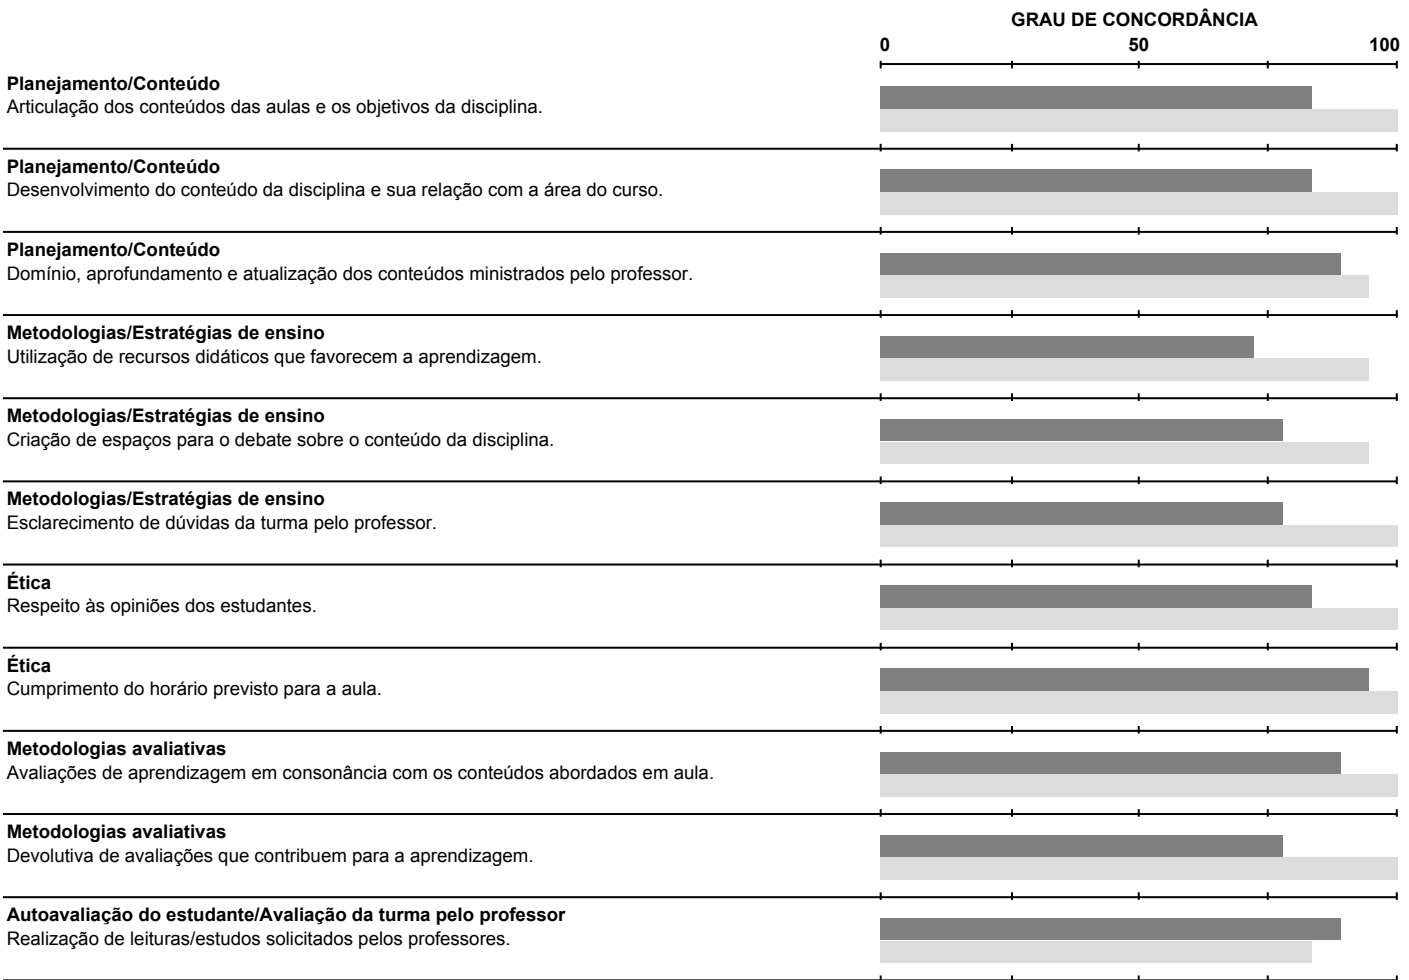 GRAU DE CONCORDÂNCIA
0 50 100
Planejamento/Conteúdo
Articulação dos conteúdos das aulas e os objetivos da disciplina.
Planejamento/Conteúdo
Desenvolvimento do conteúdo da disciplina e sua relação com a área do curso.
Planejamento/Conteúdo
Domínio, aprofundamento e atualização dos conteúdos ministrados pelo professor.
Metodologias/Estratégias de ensino
Utilização de recursos didáticos que favorecem a aprendizagem.
Metodologias/Estratégias de ensino
Criação de espaços para o debate sobre o conteúdo da disciplina.
Metodologias/Estratégias de ensino
Esclarecimento de dúvidas da turma pelo professor.
Ética
Respeito às opiniões dos estudantes.
Ética
Cumprimento do horário previsto para a aula.
Metodologias avaliativas
Avaliações de aprendizagem em consonância com os conteúdos abordados em aula.
Metodologias avaliativas
Devolutiva de avaliações que contribuem para a aprendizagem.
Autoavaliação do estudante/Avaliação da turma pelo professor
Realização de leituras/estudos solicitados pelos professores.